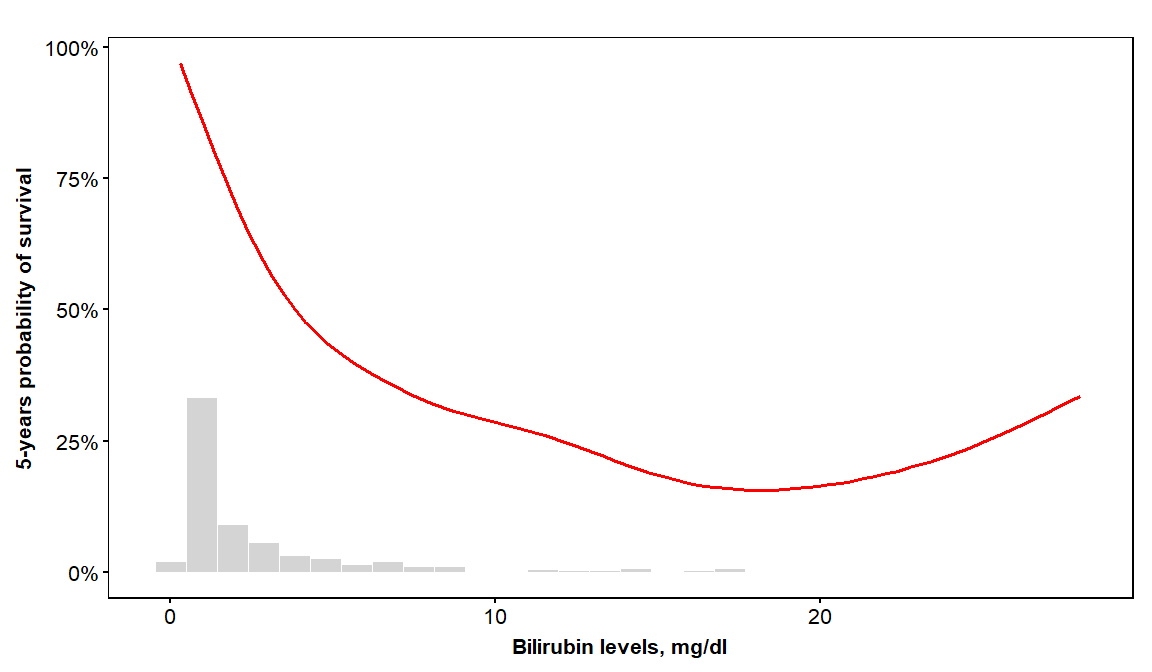 100%
75%
50%
25%
0%
5-years probability of survival
0 10 20
Bilirubin levels, mg/dl